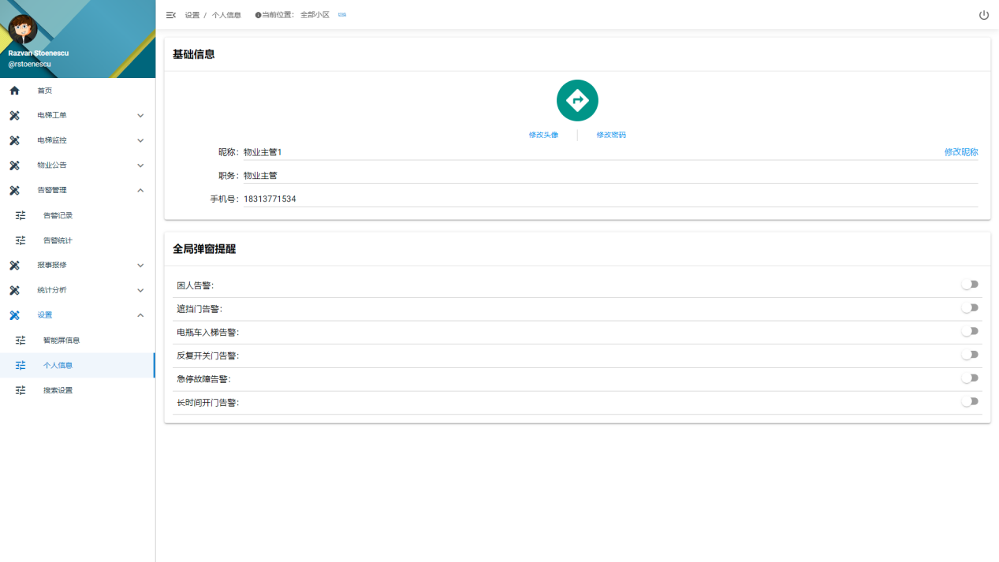 Razvan Stoenescu
@rstoenescu
首页
电梯工单
电梯监控
物业公告
告警管理
告警记录
告警统计
报事报修
统计分析
设置
智能屏信息
个人信息
搜索设置
设置 / 个人信息 当前位置: 全部小区
基础信息
修改头像 修改密码
昵称: 物业主管1 修改昵称
职务: 物业主管
手机号: 18313771534
全局弹窗提醒
困人告警:
遮挡门告警:
电瓶车入梯告警:
反复开关门告警:
急停故障告警:
长时间开门告警: